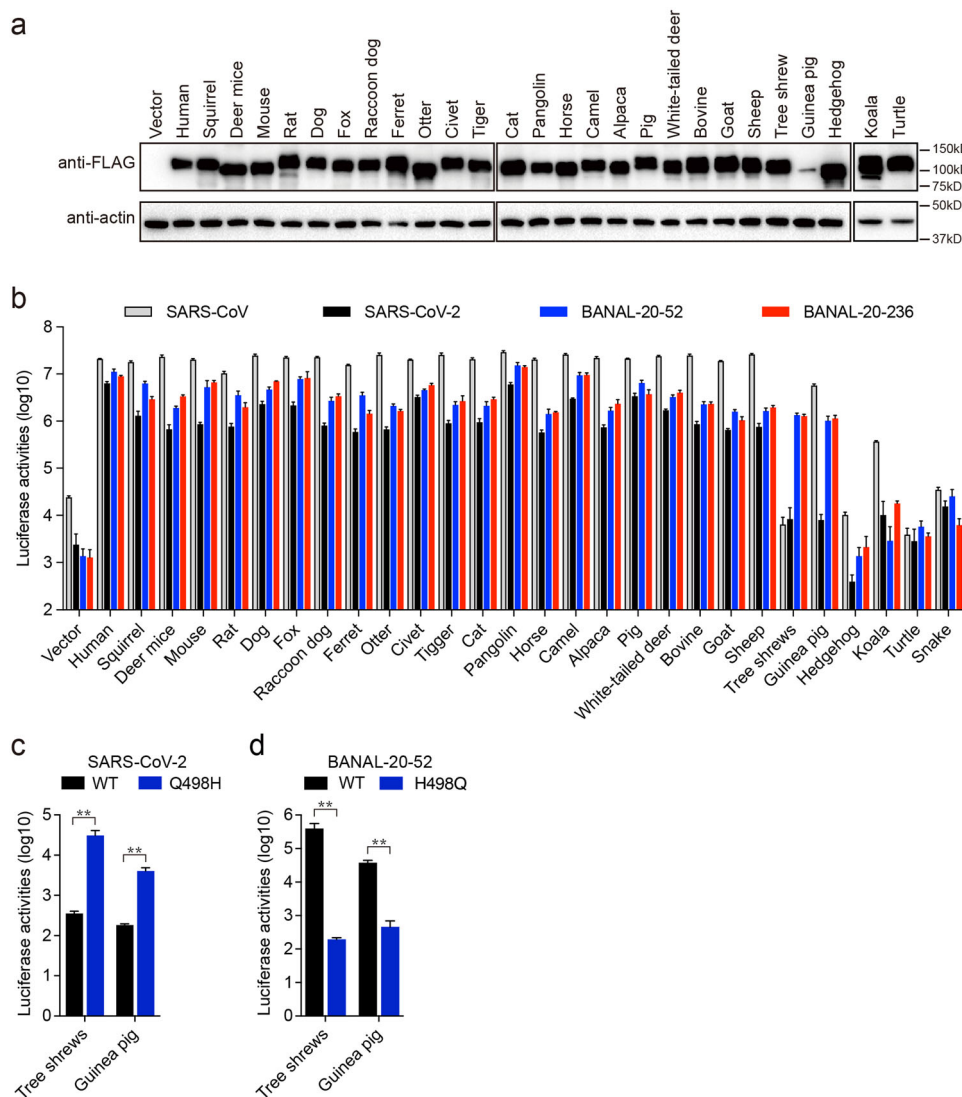 a
Vector
Human
Squirrel
Deer mice
Mouse
Rat
Dog
Fox
Raccoon dog
Ferret
Otter
Civet
Tiger
Cat
Pangolin
Horse
Camel
Alpaca
Pig
White-tailed deer
Bovine
Goat
Sheep
Tree shrew
Guinea pig
Hedgehog
Koala
Turtle
anti-FLAG
150kD
100kD
75kD
anti-actin
50kD
37kD
b
SARS-CoV SARS-CoV-2 BANAL-20-52 BANAL-20-236
Luciferase activities (log10)
8
7
6
5
4
3
2
Vector
Human
Squirrel
Deer mice
Mouse
Rat
Dog
Fox
Raccoon dog
Ferret
Otter
Civet
Tigger
Cat
Pangolin
Horse
Camel
Alpaca
Pig
White-tailed deer
Bovine
Goat
Sheep
Tree shrews
Guinea pig
Hedgehog
Koala
Turtle
Snake
c
SARS-CoV-2
WT Q498H
Luciferase activities (log10)
5
4
3
2
1
0
**
**
Tree shrews
Guinea pig
d
BANAL-20-52
WT H498Q
Luciferase activities (log10)
6
5
4
3
2
1
0
**
**
Tree shrews
Guinea pig